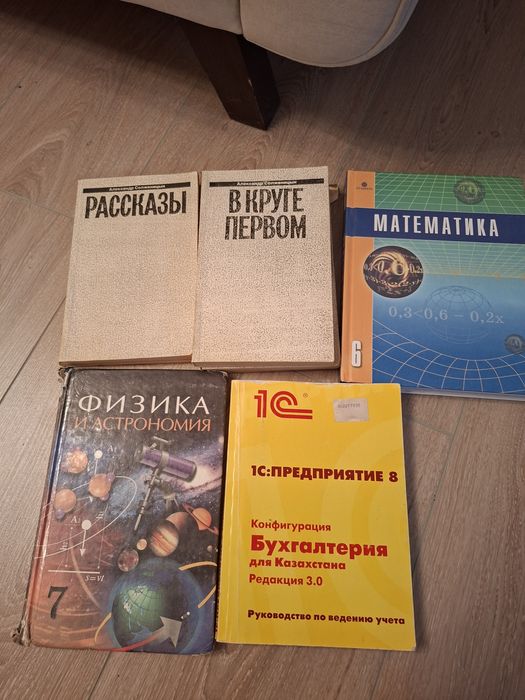 Александр Солженицын
РАССКАЗЫ
Александр Солженицын
В КРУГЕ
ПЕРВОМ
МАТЕМАТИКА
0,3<0,6 – 0,2x
6
ФИЗИКА
И АСТРОНОМИЯ
7
1С®
1С:ПРЕДПРИЯТИЕ 8
Конфигурация
Бухгалтерия
для Казахстана
Редакция 3.0
Руководство по ведению учета